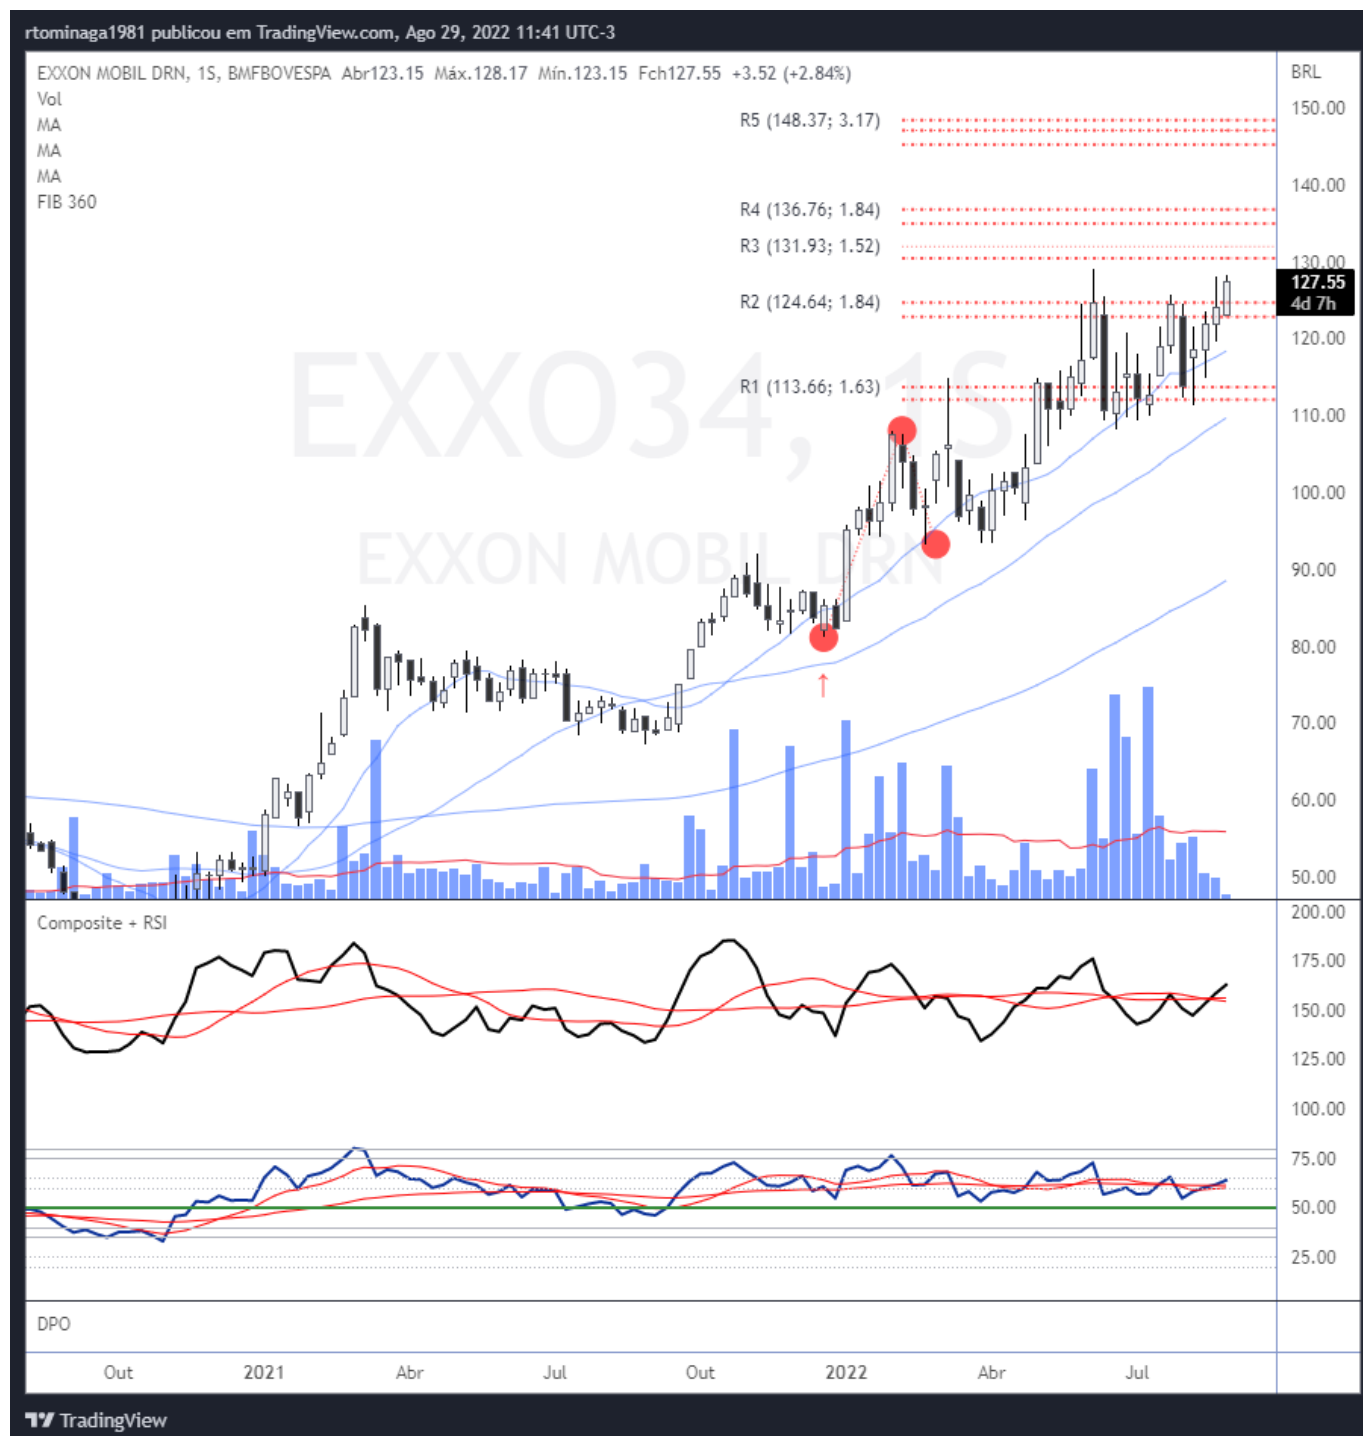 rtominaga1981 publicou em TradingView.com, Ago 29, 2022 11:41 UTC-3
EXXON MOBIL DRN, 1S, BMFBOVESPA Abr123.15 Máx.128.17 Mín.123.15 Fch127.55 +3.52 (+2.84%)
BRL
Vol
MA
MA
MA
FIB 360
150.00
R5 (148.37; 3.17)
140.00
R4 (136.76; 1.84)
R3 (131.93; 1.52)
130.00
127.55
4d 7h
R2 (124.64; 1.84)
120.00
R1 (113.66; 1.63)
110.00
EXXO34, 1S
100.00
EXXON MOBIL DRN
90.00
80.00
70.00
60.00
50.00
Composite + RSI
200.00
175.00
150.00
125.00
100.00
75.00
50.00
25.00
DPO
Out 2021 Abr Jul Out 2022 Abr Jul
TradingView